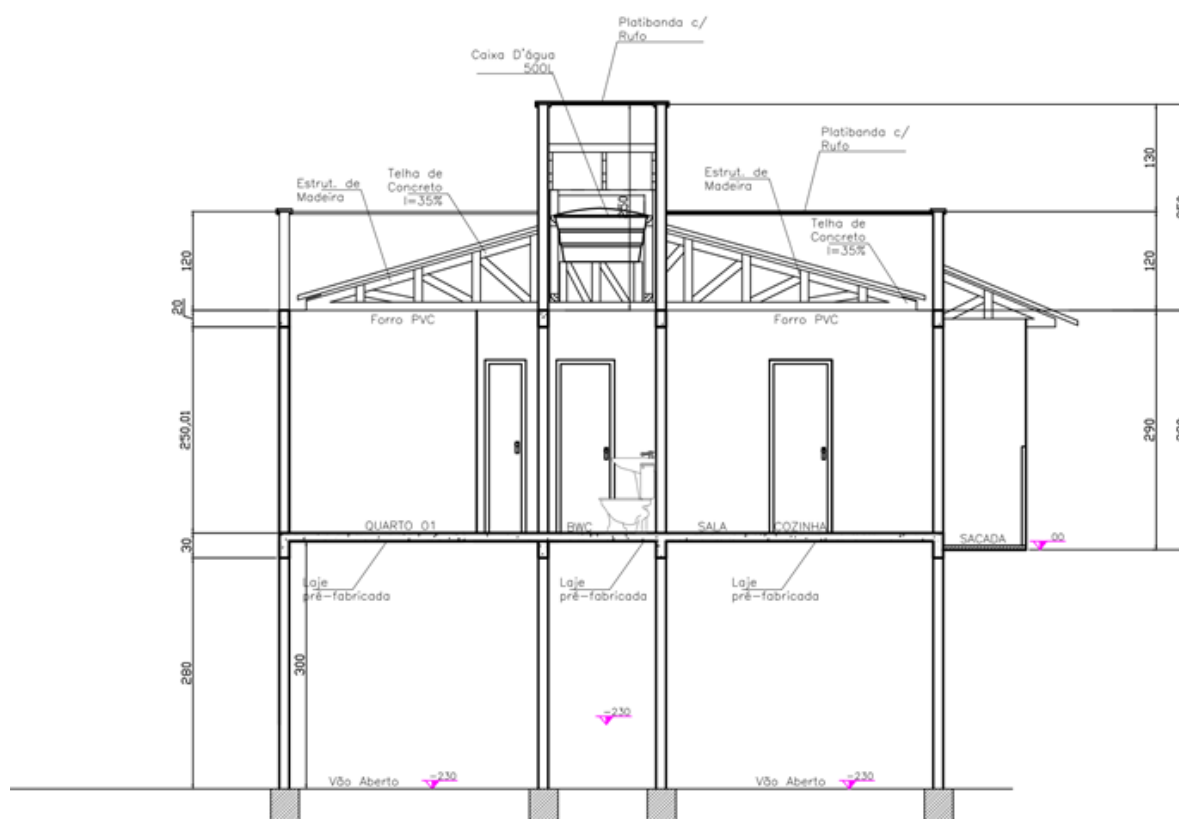 Platibanda c/
Rufo
Caixa D'água
500L
Platibanda c/
Rufo
130
Telha de
Concreto
I=35%
Estrut. de
Madeira
Estrut. de
Madeira
250
Telha de
Concreto
I=35%
120
120
20
Forro PVC
Forro PVC
250,01
290
QUARTO 01
BWC
SALA
COZINHA
SACADA
00
30
Laje
pré-fabricada
Laje
pré-fabricada
Laje
pré-fabricada
280
300
-230
Vão Aberto
-230
Vão Aberto
-230